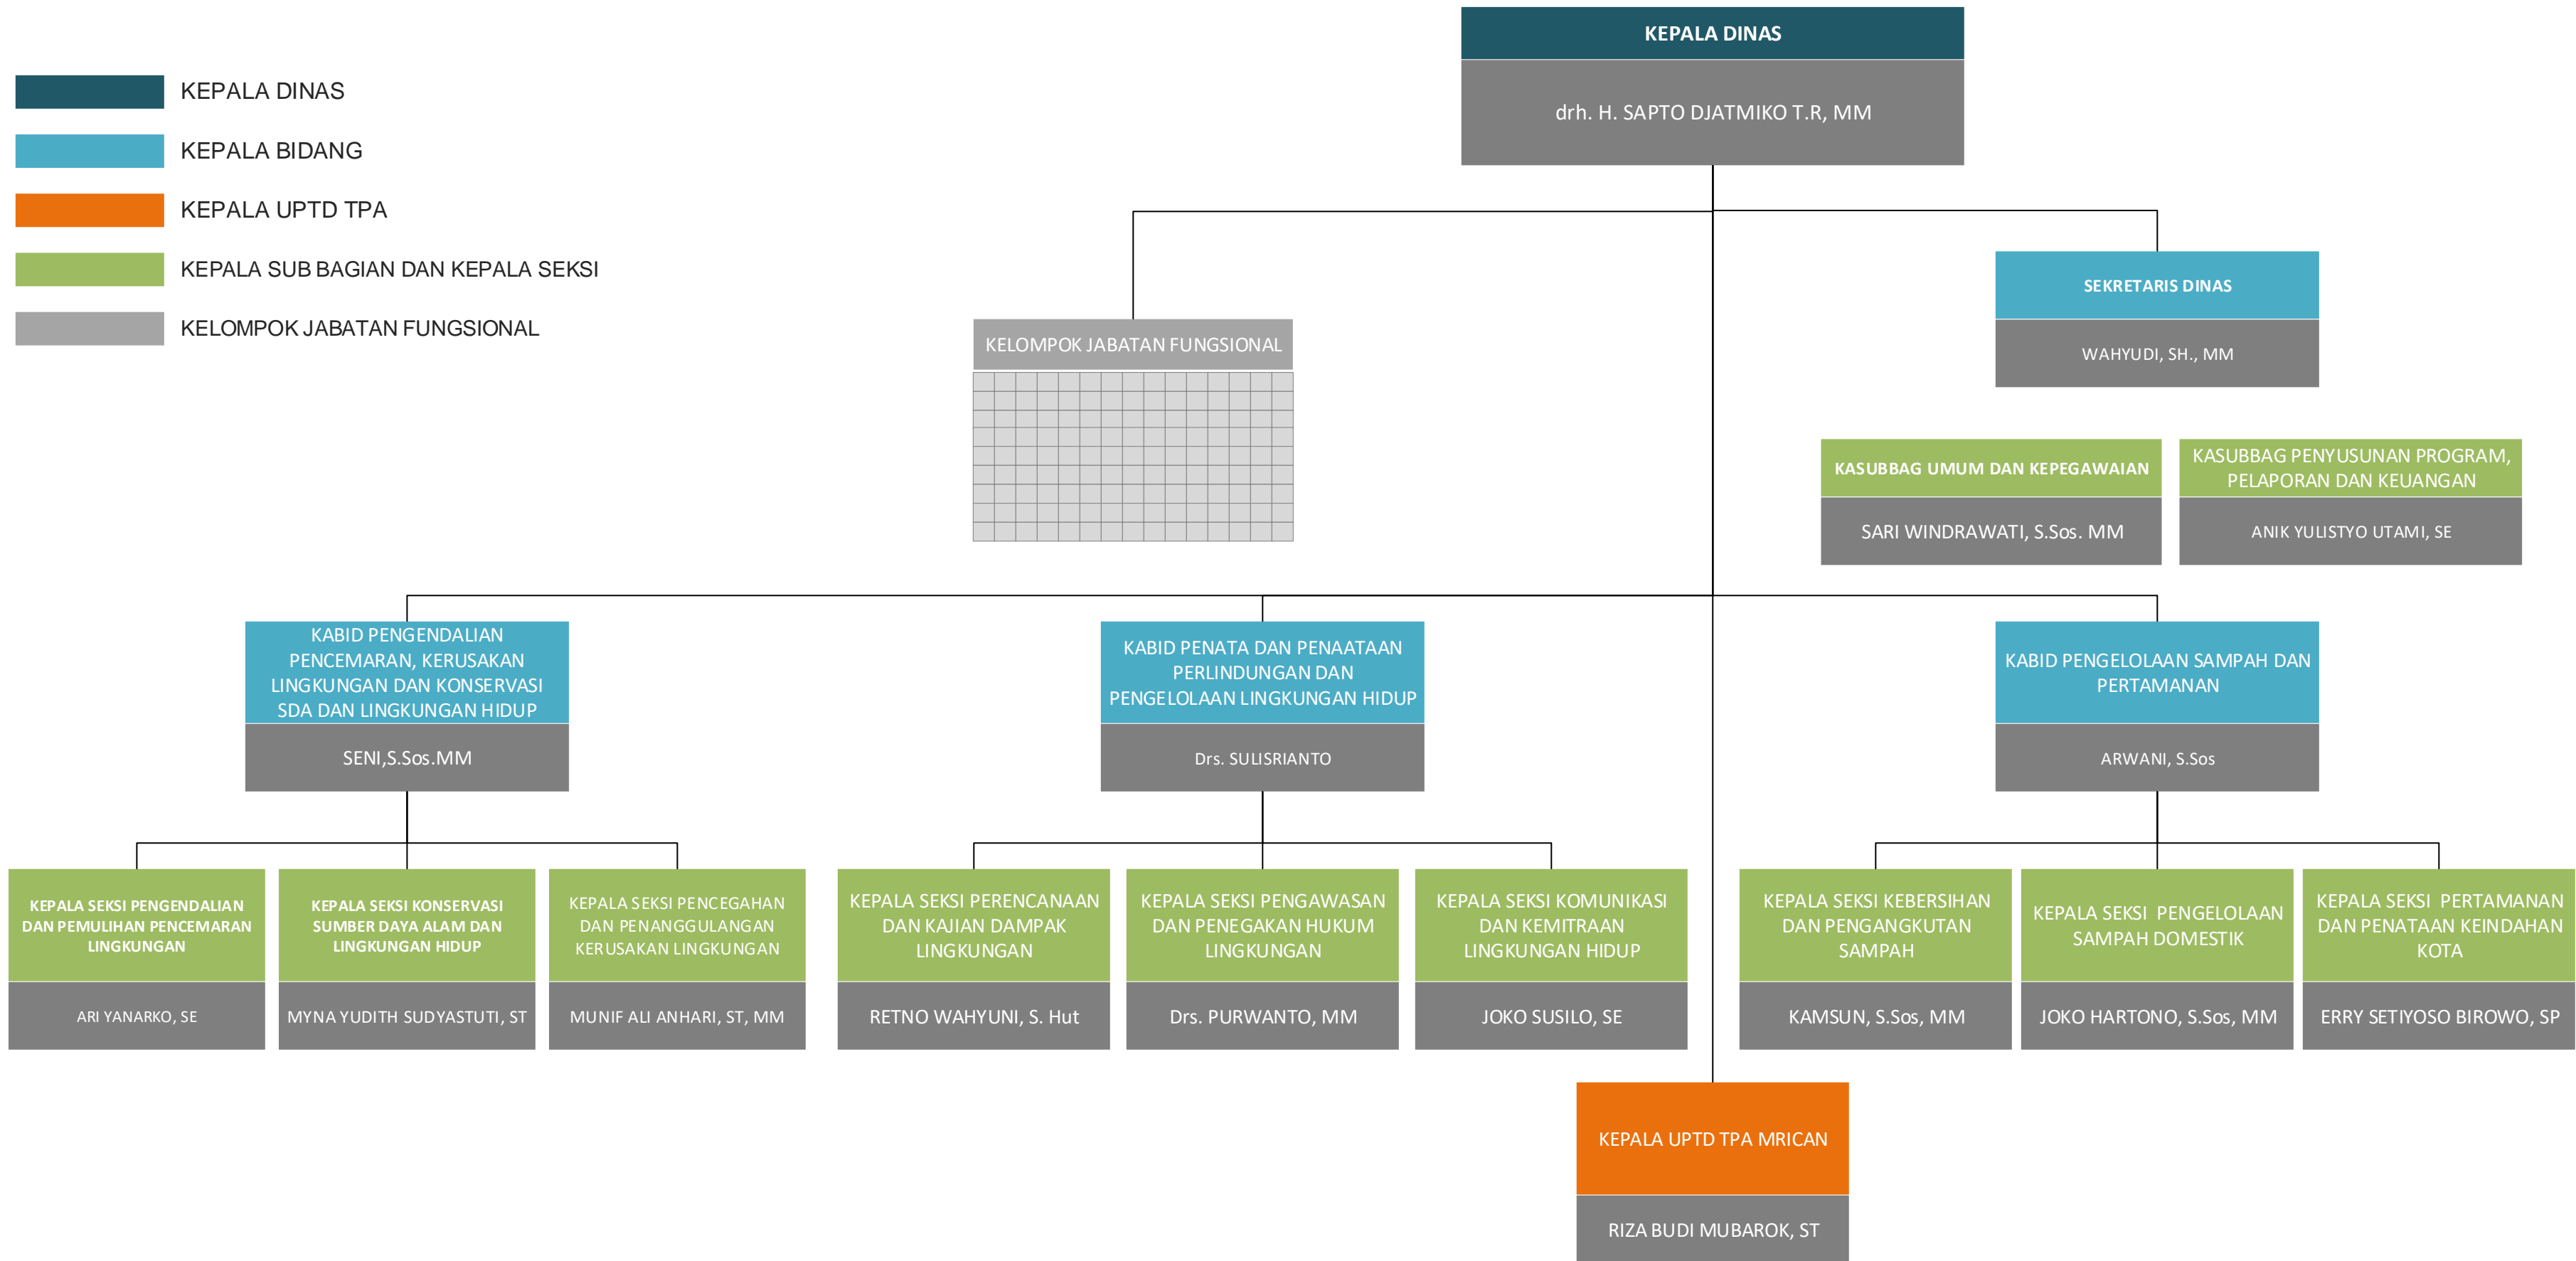 KEPALA DINAS
drh. H. SAPTO DJATMIKO T.R, MM
KEPALA DINAS
KEPALA BIDANG
KEPALA UPTD TPA
KEPALA SUB BAGIAN DAN KEPALA SEKSI
KELOMPOK JABATAN FUNGSIONAL
SEKRETARIS DINAS
WAHYUDI, SH., MM
KELOMPOK JABATAN FUNGSIONAL
KASUBBAG UMUM DAN KEPEGAWAIAN
SARI WINDRAWATI, S.Sos. MM
KASUBBAG PENYUSUNAN PROGRAM,
PELAPORAN DAN KEUANGAN
ANIK YULISTYO UTAMI, SE
KABID PENGENDALIAN
PENCEMARAN, KERUSAKAN
LINGKUNGAN DAN KONSERVASI
SDA DAN LINGKUNGAN HIDUP
SENI,S.Sos.MM
KABID PENATA DAN PENAATAAN
PERLINDUNGAN DAN
PENGELOLAAN LINGKUNGAN HIDUP
Drs. SULISRIANTO
KABID PENGELOLAAN SAMPAH DAN
PERTAMANAN
ARWANI, S.Sos
KEPALA SEKSI PENGENDALIAN
DAN PEMULIHAN PENCEMARAN
LINGKUNGAN
ARI YANARKO, SE
KEPALA SEKSI KONSERVASI
SUMBER DAYA ALAM DAN
LINGKUNGAN HIDUP
MYNA YUDITH SUDYASTUTI, ST
KEPALA SEKSI PENCEGAHAN
DAN PENANGGULANGAN
KERUSAKAN LINGKUNGAN
MUNIF ALI ANHARI, ST, MM
KEPALA SEKSI PERENCANAAN
DAN KAJIAN DAMPAK
LINGKUNGAN
RETNO WAHYUNI, S. Hut
KEPALA SEKSI PENGAWASAN
DAN PENEGAKAN HUKUM
LINGKUNGAN
Drs. PURWANTO, MM
KEPALA SEKSI KOMUNIKASI
DAN KEMITRAAN
LINGKUNGAN HIDUP
JOKO SUSILO, SE
KEPALA SEKSI KEBERSIHAN
DAN PENGANGKUTAN
SAMPAH
KAMSUN, S.Sos, MM
KEPALA SEKSI PENGELOLAAN
SAMPAH DOMESTIK
JOKO HARTONO, S.Sos, MM
KEPALA SEKSI PERTAMANAN
DAN PENATAAN KEINDAHAN
KOTA
ERRY SETIYOSO BIROWO, SP
KEPALA UPTD TPA MRICAN
RIZA BUDI MUBAROK, ST